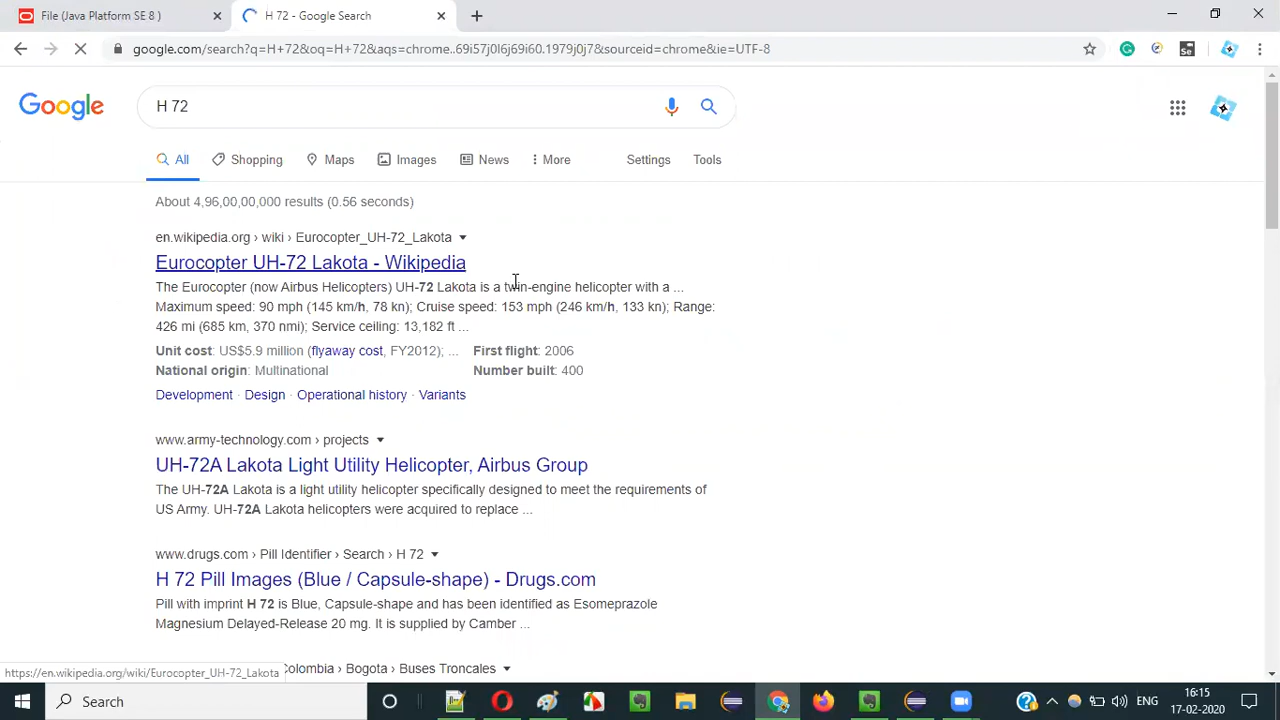 File (Java Platform SE 8 )
H 72 - Google Search
google.com/search?q=H+72&oq=H+72&aqs=chrome..69i57j0l6j69i60.1979j0j7&sourceid=chrome&ie=UTF-8
Google
H 72
All
Shopping
Maps
Images
News
More
Settings
Tools
About 4,96,00,00,000 results (0.56 seconds)
en.wikipedia.org › wiki › Eurocopter_UH-72_Lakota
Eurocopter UH-72 Lakota - Wikipedia
The Eurocopter (now Airbus Helicopters) UH-72 Lakota is a twin-engine helicopter with a ...
Maximum speed: 90 mph (145 km/h, 78 kn); Cruise speed: 153 mph (246 km/h, 133 kn); Range:
426 mi (685 km, 370 nmi); Service ceiling: 13,182 ft ...
Unit cost: US$5.9 million (flyaway cost, FY2012); ... First flight: 2006
National origin: Multinational Number built: 400
Development · Design · Operational history · Variants
www.army-technology.com › projects
UH-72A Lakota Light Utility Helicopter, Airbus Group
The UH-72A Lakota is a light utility helicopter specifically designed to meet the requirements of
US Army. UH-72A Lakota helicopters were acquired to replace ...
www.drugs.com › Pill Identifier › Search › H 72
H 72 Pill Images (Blue / Capsule-shape) - Drugs.com
Pill with imprint H 72 is Blue, Capsule-shape and has been identified as Esomeprazole
Magnesium Delayed-Release 20 mg. It is supplied by Camber ...
https://en.wikipedia.org/wiki/Eurocopter_UH-72_Lakota
Colombia › Bogota › Buses Troncales
Search
Se
ENG
16:15
17-02-2020